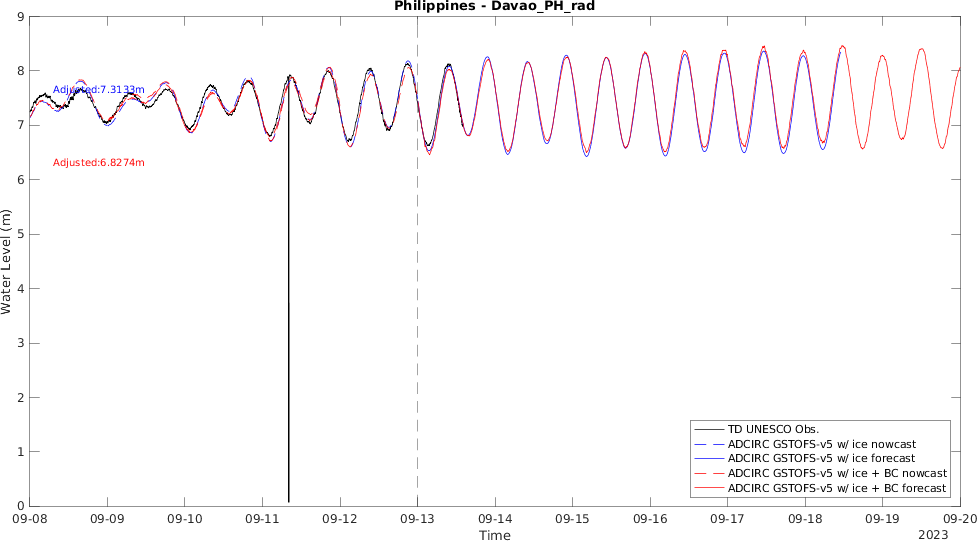 Philippines - Davao_PH_rad
9
8
7
6
5
4
3
2
1
0
Water Level (m)
Adjusted:7.3133m
Adjusted:6.8274m
TD UNESCO Obs.
ADCIRC GSTOFS-v5 w/ ice nowcast
ADCIRC GSTOFS-v5 w/ ice forecast
ADCIRC GSTOFS-v5 w/ ice + BC nowcast
ADCIRC GSTOFS-v5 w/ ice + BC forecast
09-08 09-09 09-10 09-11 09-12 09-13 09-14 09-15 09-16 09-17 09-18 09-19 09-20
Time
2023